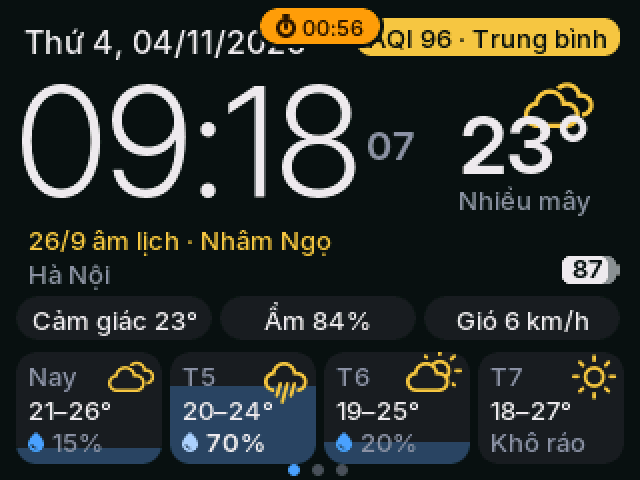 Thứ 4, 04/11/2026
00:56
AQI 96 · Trung bình
09:18
07
23°
Nhiều mây
26/9 âm lịch · Nhâm Ngọ
Hà Nội
87
Cảm giác 23°
Ẩm 84%
Gió 6 km/h
Nay
T5
T6
T7
21–26°
20–24°
19–25°
18–27°
15%
70%
20%
Khô ráo